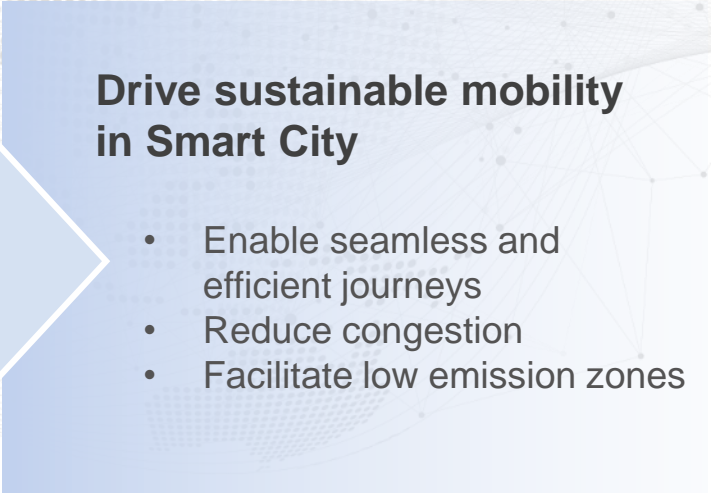 Drive sustainable mobility
in Smart City
• Enable seamless and
efficient journeys
• Reduce congestion
• Facilitate low emission zones